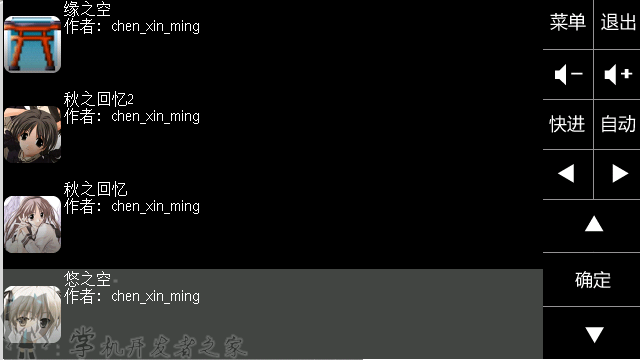 缘之空
作者: chen_xin_ming
秋之回忆2
作者: chen_xin_ming
秋之回忆
作者: chen_xin_ming
悠之空
作者: chen_xin_ming
掌机开发者之家
菜单 退出
快进 自动
确定